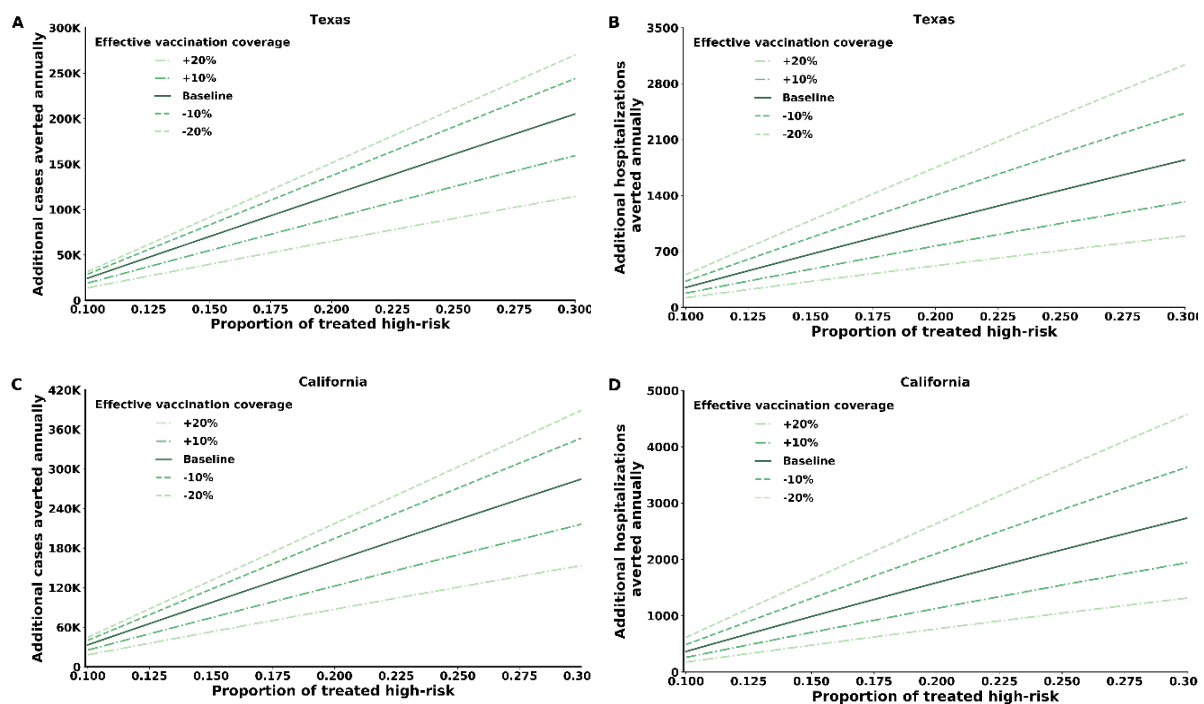 A
Texas
300K
250K
200K
150K
100K
50K
0
Additional cases averted annually
Effective vaccination coverage
+20%
+10%
Baseline
-10%
-20%
0.100 0.125 0.150 0.175 0.200 0.225 0.250 0.275 0.300
Proportion of treated high-risk
B
Texas
3500
2800
2100
1400
700
0
Additional hospitalizations
averted annually
Effective vaccination coverage
+20%
+10%
Baseline
-10%
-20%
0.100 0.125 0.150 0.175 0.200 0.225 0.250 0.275 0.300
Proportion of treated high-risk
C
California
420K
360K
300K
240K
180K
120K
60K
0
Additional cases averted annually
Effective vaccination coverage
+20%
+10%
Baseline
-10%
-20%
0.100 0.125 0.150 0.175 0.200 0.225 0.250 0.275 0.30
Proportion of treated high-risk
D
California
5000
4000
3000
2000
1000
0
Additional hospitalizations
averted annually
Effective vaccination coverage
+20%
+10%
Baseline
-10%
-20%
0.100 0.125 0.150 0.175 0.200 0.225 0.250 0.275 0.30
Proportion of treated high-risk